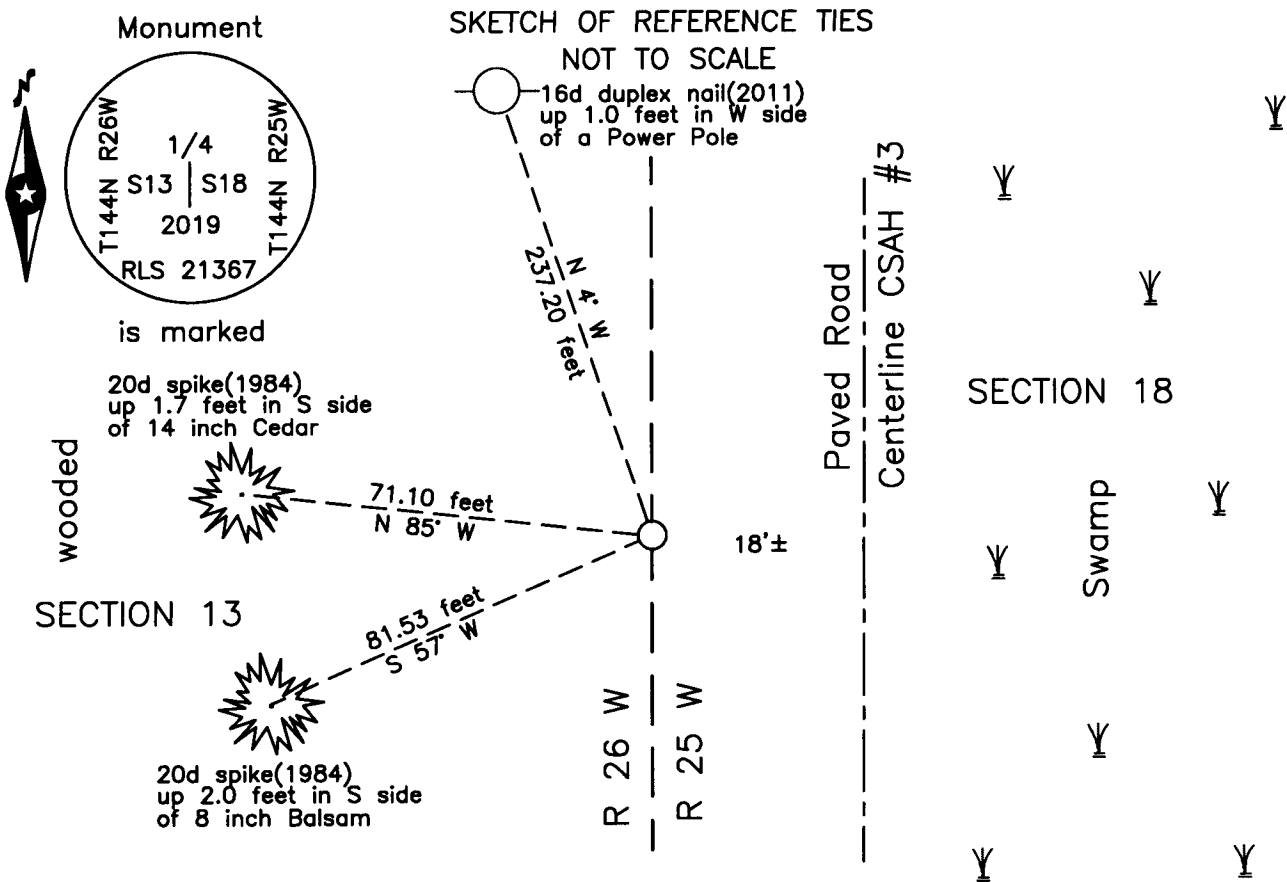 Monument
N
T144N R26W
1/4
S13 S18
2019
RLS 21367
T144N R25W
is marked
SKETCH OF REFERENCE TIES
NOT TO SCALE
16d duplex nail(2011)
up 1.0 feet in W side
of a Power Pole
N 4° W
237.20 feet
20d spike(1984)
up 1.7 feet in S side
of 14 inch Cedar
wooded
71.10 feet
N 85° W
SECTION 13
81.53 feet
S 57° W
20d spike(1984)
up 2.0 feet in S side
of 8 inch Balsam
R 26 W
R 25 W
18'±
Paved Road
Centerline CSAH #3
SECTION 18
Swamp